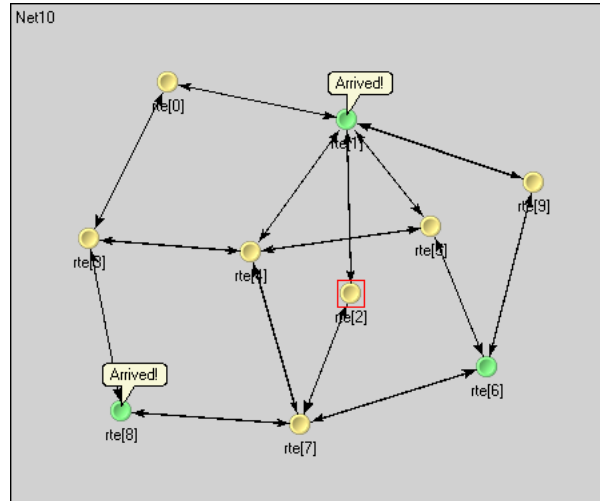 Net10
Arrived!
rte[0]
rte[1]
rte[9]
rte[3]
rte[4]
rte[5]
rte[2]
Arrived!
rte[6]
rte[8]
rte[7]